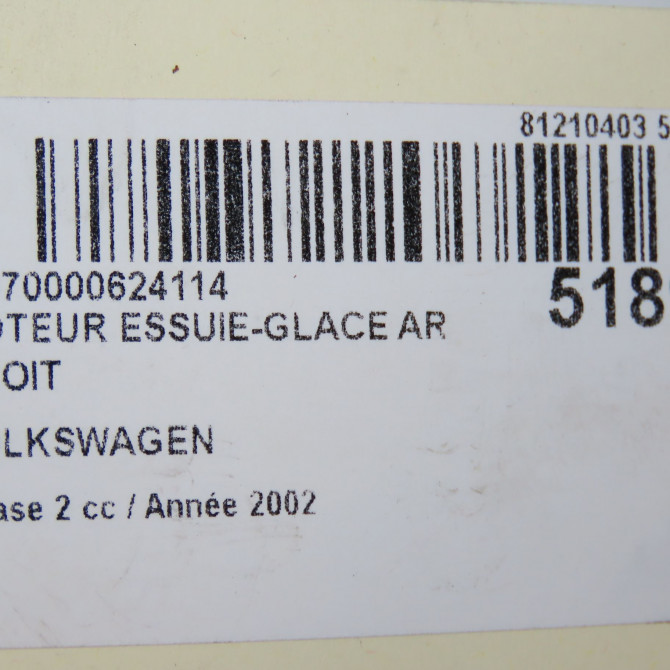 81210403 5
70000624114
518
OTEUR ESSUIE-GLACE AR
OIT
LKSWAGEN
ase 2 cc / Année 2002